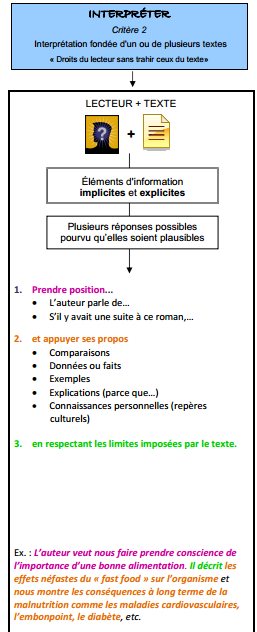 INTERPRÉTER
Critère 2
Interprétation fondée d'un ou de plusieurs textes
« Droits du lecteur sans trahir ceux du texte»
LECTEUR + TEXTE
?
+
Éléments d'information
implicites et explicites
Plusieurs réponses possibles
pourvu qu'elles soient plausibles
1. Prendre position...
• L'auteur parle de…
• S'il y avait une suite à ce roman,…
2. et appuyer ses propos
• Comparaisons
• Données ou faits
• Exemples
• Explications (parce que…)
• Connaissances personnelles (repères
culturels)
3. en respectant les limites imposées par le texte.
Ex. : L'auteur veut nous faire prendre conscience de
l'importance d'une bonne alimentation. Il décrit les
effets néfastes du « fast food » sur l'organisme et
nous montre les conséquences à long terme de la
malnutrition comme les maladies cardiovasculaires,
l'embonpoint, le diabète, etc.